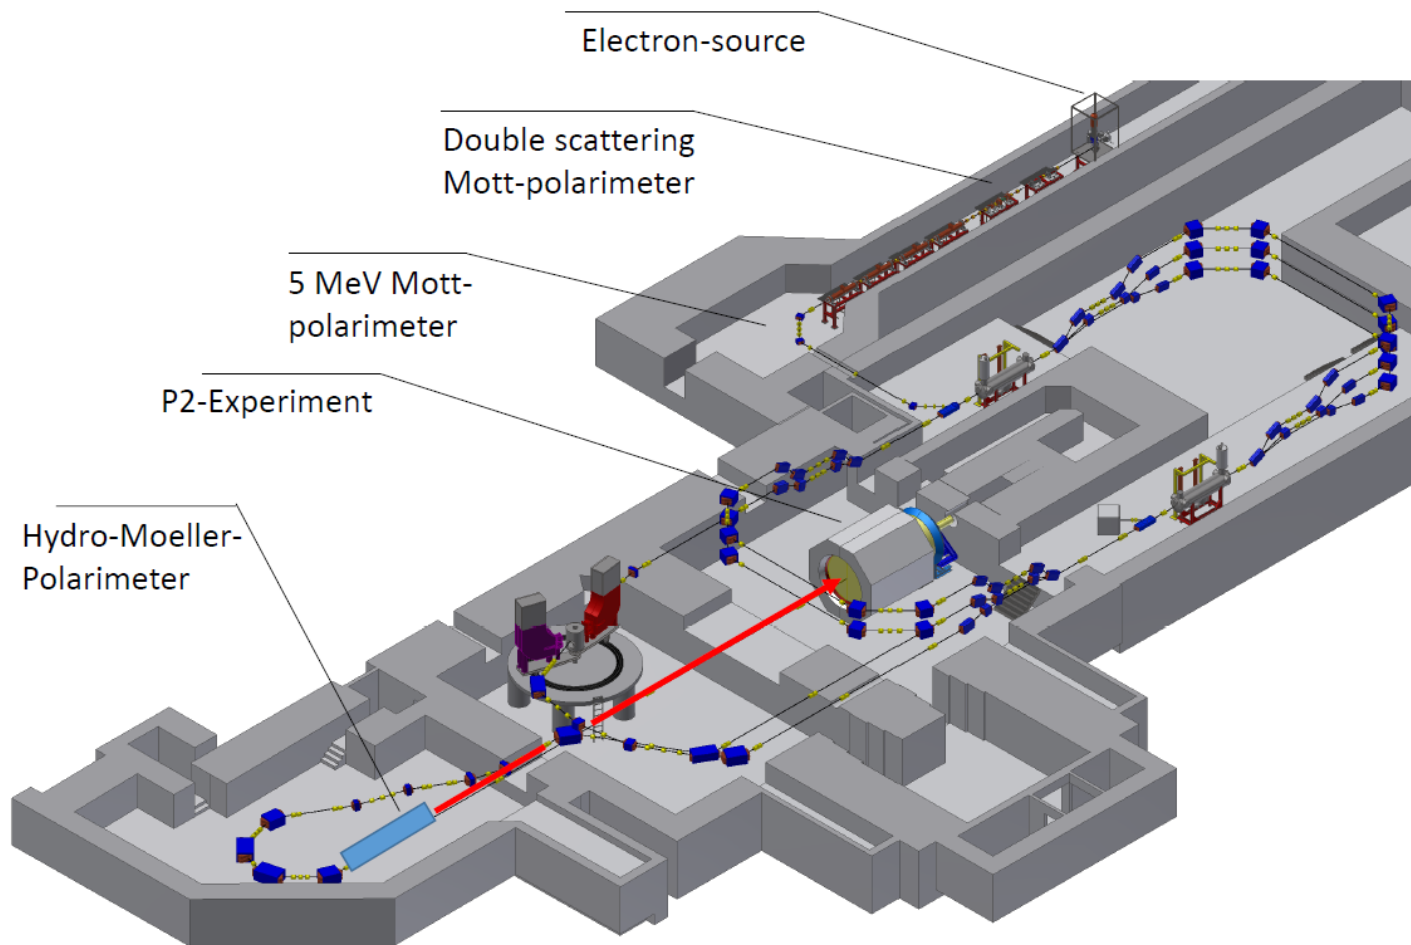 Electron-source
Double scattering
Mott-polarimeter
5 MeV Mott-
polarimeter
P2-Experiment
Hydro-Moeller-
Polarimeter